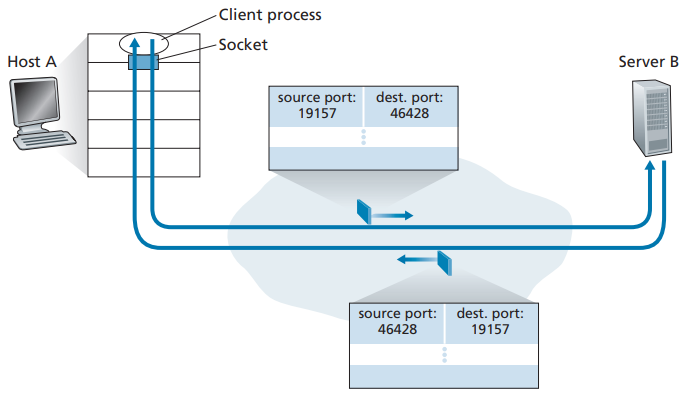 Client process
Socket
Host A
Server B
source port: dest. port:
19157 46428
source port: dest. port:
46428 19157